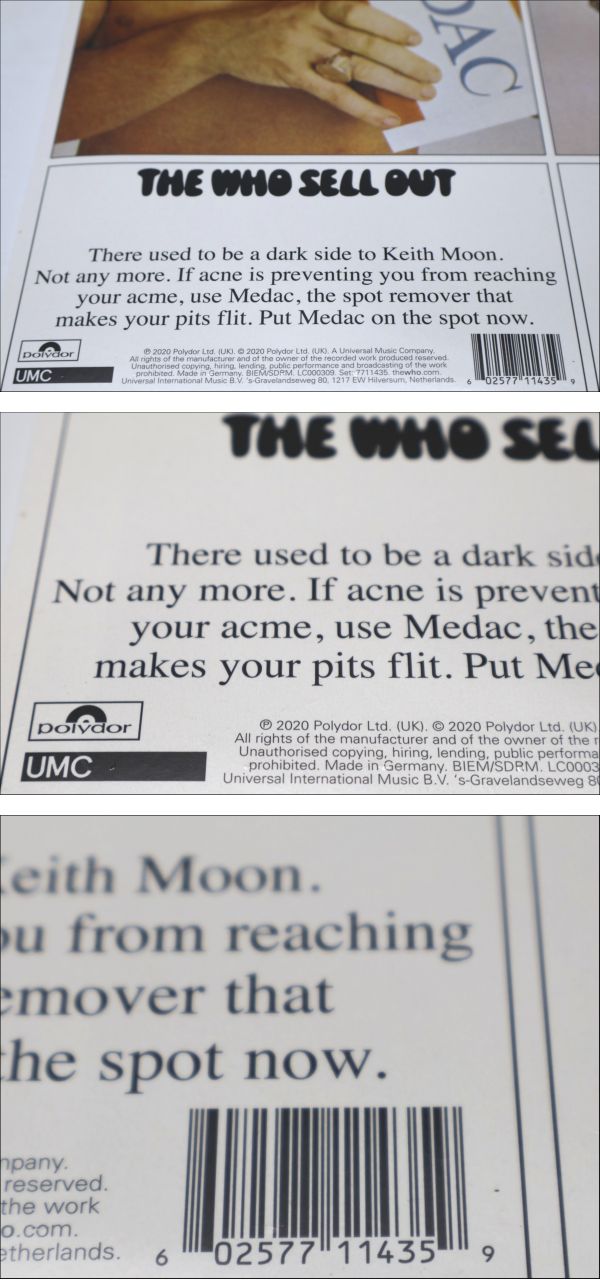 DAC
THE WHO SELL OUT
There used to be a dark side to Keith Moon.
Not any more. If acne is preventing you from reaching
your acme, use Medac, the spot remover that
makes your pits flit. Put Medac on the spot now.
polydor
UMC
℗ 2020 Polydor Ltd. (UK). © 2020 Polydor Ltd. (UK). A Universal Music Company.
All rights of the manufacturer and of the owner of the recorded work produced reserved.
Unauthorised copying, hiring, lending, public performance and broadcasting of the work
prohibited. Made in Germany. BIEM/SDRM. LC000309. Set: 7711435. thewho.com.
Universal International Music B.V. 's-Gravelandseweg 80, 1217 EW Hilversum, Netherlands.
6 02577 11435 9
THE WHO SEL
There used to be a dark sid
Not any more. If acne is prevent
your acme, use Medac, the
makes your pits flit. Put Me
polydor
UMC
℗ 2020 Polydor Ltd. (UK). © 2020 Polydor Ltd. (UK)
All rights of the manufacturer and of the owner of the r
Unauthorised copying, hiring, lending, public performa
prohibited. Made in Germany. BIEM/SDRM. LC0003
Universal International Music B.V. 's-Gravelandseweg 8
eith Moon.
ou from reaching
emover that
the spot now.
mpany.
reserved.
the work
o.com.
etherlands.
6 02577 11435 9